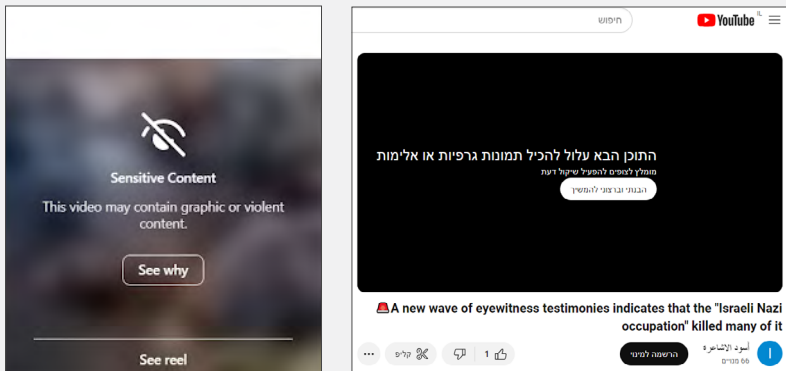 Sensitive Content
This video may contain graphic or violent
content.
See why
See reel
חיפוש
YouTube IL
התוכן הבא עלול להכיל תמונות גרפיות או אלימות
מומלץ לצופים להפעיל שיקול דעת
הבנתי וברצוני להמשיך
🚨A new wave of eyewitness testimonies indicates that the "Israeli Nazi
occupation" killed many of it
أسود الاشاعرة
66 מנויים
הרשמה למינוי
1
קליפ